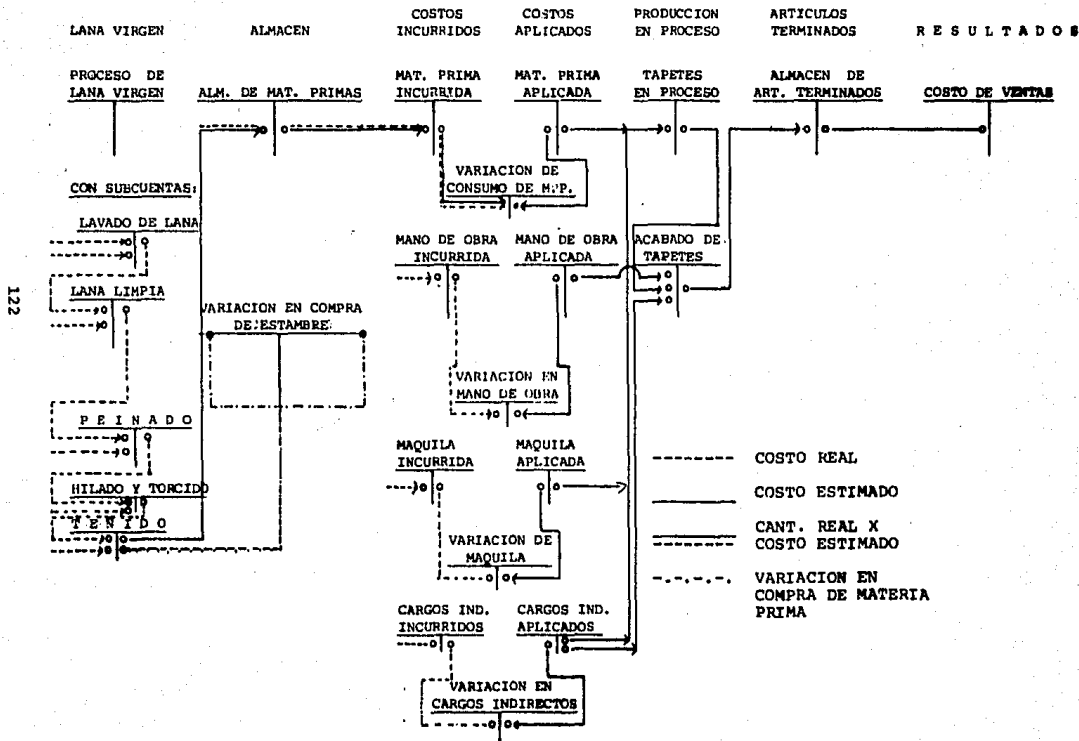 LANA VIRGEN
ALMACEN
COSTOS
INCURRIDOS
COSTOS
APLICADOS
PRODUCCION
EN PROCESO
ARTICULOS
TERMINADOS
R E S U L T A D O S
PROCESO DE
LANA VIRGEN
ALM. DE MAT. PRIMAS
MAT. PRIMA
INCURRIDA
MAT. PRIMA
APLICADA
TAPETES
EN PROCESO
ALMACEN DE
ART. TERMINADOS
COSTO DE VENTAS
VARIACION DE
CONSUMO DE M.P.
CON SUBCUENTAS:
LAVADO DE LANA
MANO DE OBRA
INCURRIDA
MANO DE OBRA
APLICADA
ACABADO DE
TAPETES
LANA LIMPIA
VARIACION EN COMPRA
DE ESTAMBRE
VARIACION EN
MANO DE OBRA
P E I N A D O
MAQUILA
INCURRIDA
MAQUILA
APLICADA
HILADO Y TORCIDO
T E Ñ I D O
VARIACION DE
MAQUILA
CARGOS IND.
INCURRIDOS
CARGOS IND.
APLICADOS
VARIACION EN
CARGOS INDIRECTOS
COSTO REAL
COSTO ESTIMADO
CANT. REAL X
COSTO ESTIMADO
VARIACION EN
COMPRA DE MATERIA
PRIMA
122